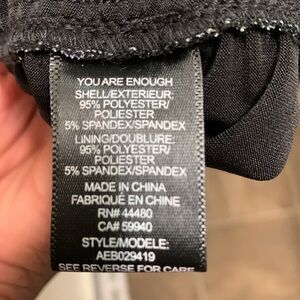 YOU ARE ENOUGH
SHELL/EXTERIEUR:
95% POLYESTER/
POLIESTER
5% SPANDEX/SPANDEX
LINING/DOUBLURE:
95% POLYESTER/
POLIESTER
5% SPANDEX/SPANDEX
MADE IN CHINA
FABRIQUÉ EN CHINE
RN# 44480
CA# 59940
STYLE/MODELE:
AEB029419
SEE REVERSE FOR CARE